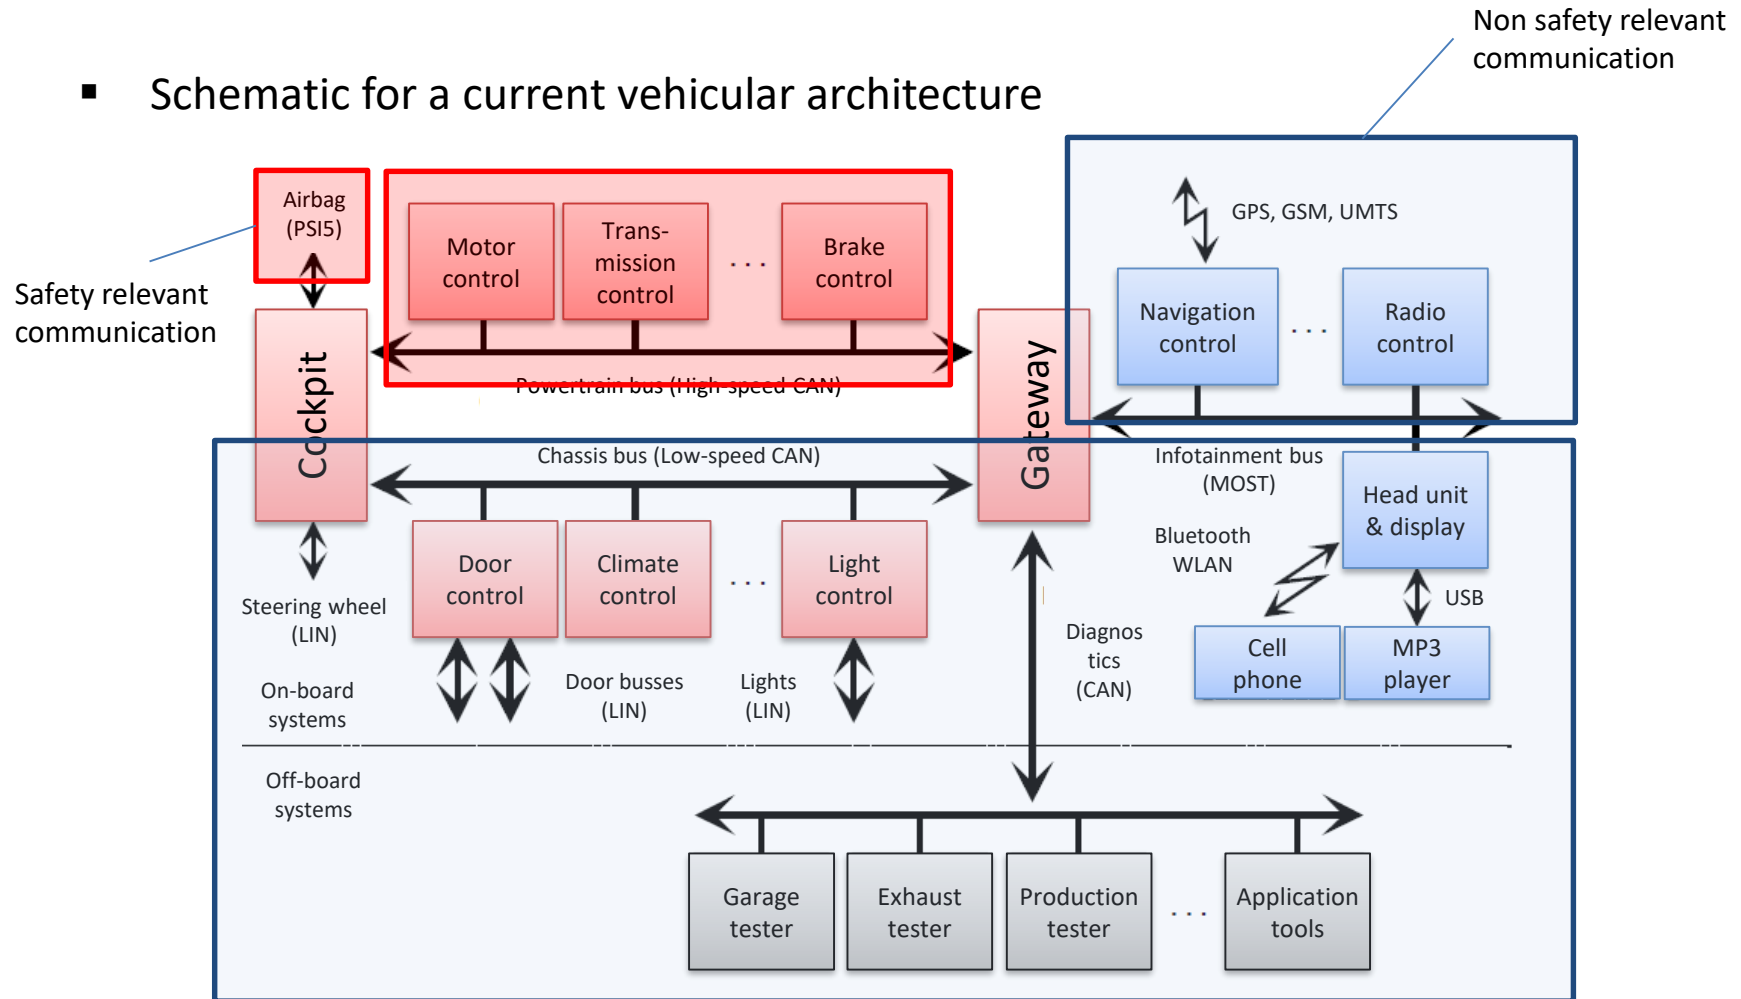 Non safety relevant
communication
▪ Schematic for a current vehicular architecture
Airbag
(PSI5)
Safety relevant
communication
Motor
control
Trans-
mission
control
. . .
Brake
control
GPS, GSM, UMTS
Navigation
control
. . .
Radio
control
Cockpit
Gateway
Powertrain bus (High-speed CAN)
Chassis bus (Low-speed CAN)
Infotainment bus
(MOST)
Head unit
& display
Bluetooth
WLAN
USB
Door
control
Climate
control
. . .
Light
control
Steering wheel
(LIN)
Diagnos
tics
(CAN)
Cell
phone
MP3
player
Door busses
(LIN)
Lights
(LIN)
On-board
systems
Off-board
systems
Garage
tester
Exhaust
tester
Production
tester
. . .
Application
tools